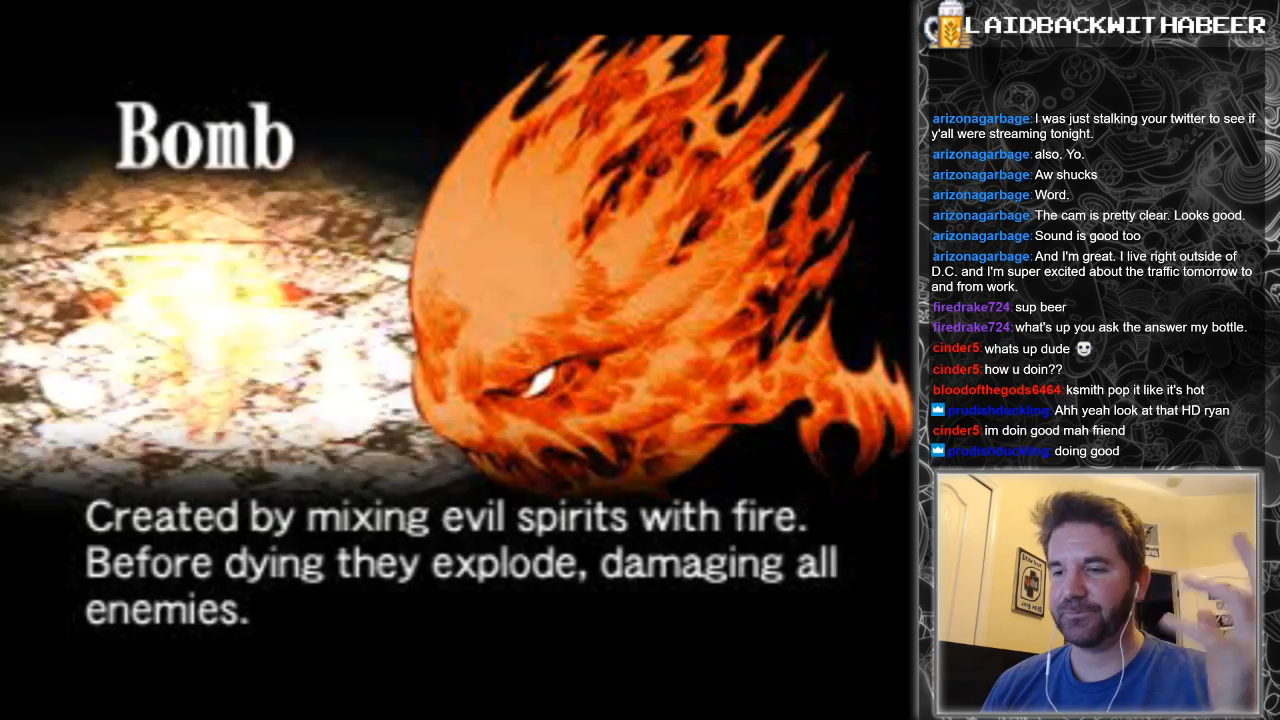 LAIDBACKWITHABEER
Bomb
Created by mixing evil spirits with fire.
Before dying they explode, damaging all
enemies.
arizonagarbage: I was just stalking your twitter to see if
y'all were streaming tonight.
arizonagarbage: also. Yo.
arizonagarbage: Aw shucks
arizonagarbage: Word.
arizonagarbage: The cam is pretty clear. Looks good.
arizonagarbage: Sound is good too
arizonagarbage: And I'm great. I live right outside of
D.C. and I'm super excited about the traffic tomorrow to
and from work.
firedrake724: sup beer
firedrake724: what's up you ask the answer my bottle.
cinder5: whats up dude
cinder5: how u doin??
bloodofthegods6464: ksmith pop it like it's hot
prudishduckling: Ahh yeah look at that HD ryan
cinder5: im doin good mah friend
prudishduckling: doing good